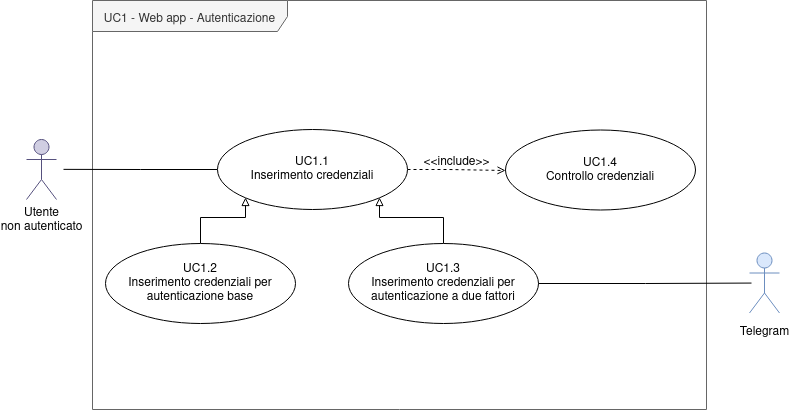 UC1 - Web app - Autenticazione
UC1.1
Inserimento credenziali
<<include>>
UC1.4
Controllo credenziali
Utente
non autenticato
UC1.2
Inserimento credenziali per
autenticazione base
UC1.3
Inserimento credenziali per
autenticazione a due fattori
Telegram